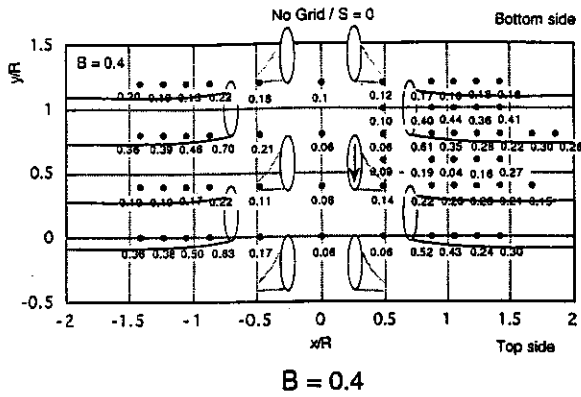 No Grid / S = 0
Bottom side
y/R
1.5
B = 0.4
0.20 0.19 0.13 0.22 0.18 0.1 0.12 0.17 0.16 0.18 0.16
1
0.10 0.40 0.44 0.36 0.41
0.36 0.39 0.46 0.70 0.21 0.06 0.06 0.61 0.35 0.28 0.22 0.30 0.26
0.5
0.09 0.19 0.04 0.16 0.27
0.19 0.19 0.17 0.22 0.11 0.08 0.14 0.22 0.26 0.26 0.21 0.15
0
0.36 0.38 0.50 0.63 0.17 0.06 0.06 0.52 0.43 0.24 0.30
-0.5
-2 -1.5 -1 -0.5 0 0.5 1 1.5 2
x/R
Top side
B = 0.4